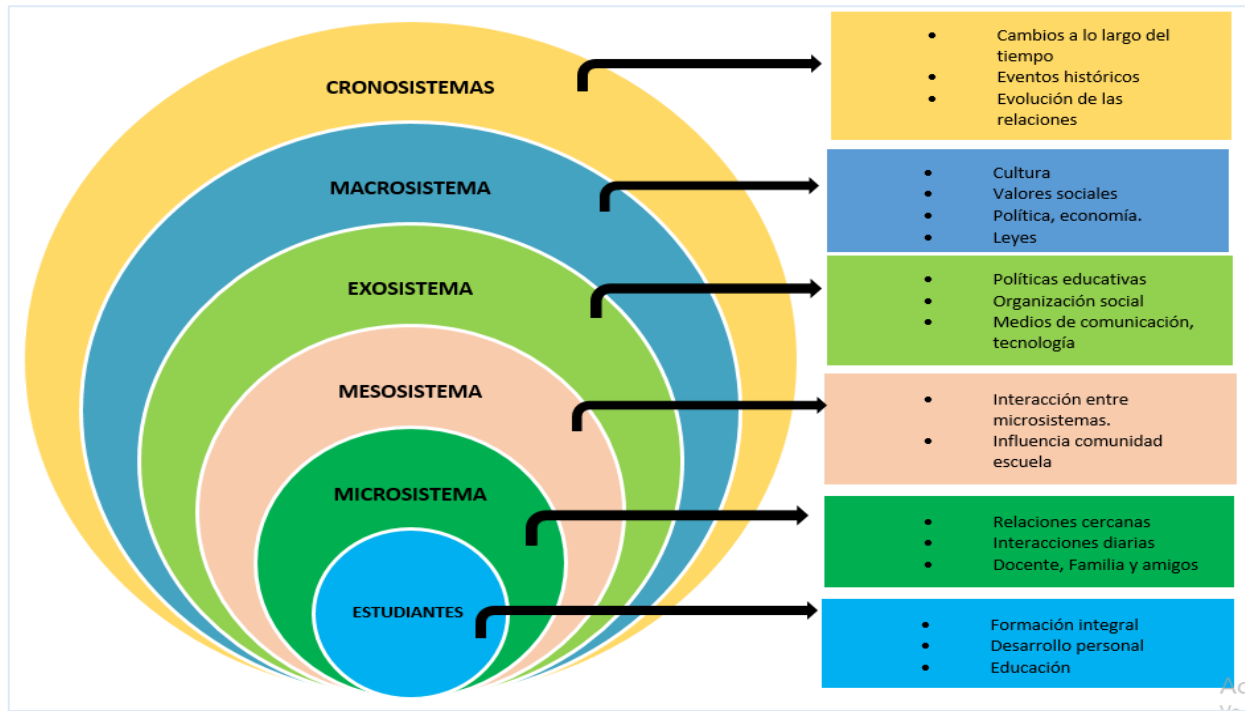 CRONOSISTEMAS
• Cambios a lo largo del
tiempo
• Eventos históricos
• Evolución de las
relaciones
MACROSISTEMA
• Cultura
• Valores sociales
• Política, economía.
• Leyes
EXOSISTEMA
• Políticas educativas
• Organización social
• Medios de comunicación,
tecnología
MESOSISTEMA
• Interacción entre
microsistemas.
• Influencia comunidad
escuela
MICROSISTEMA
• Relaciones cercanas
• Interacciones diarias
• Docente, Familia y amigos
ESTUDIANTES
• Formación integral
• Desarrollo personal
• Educación